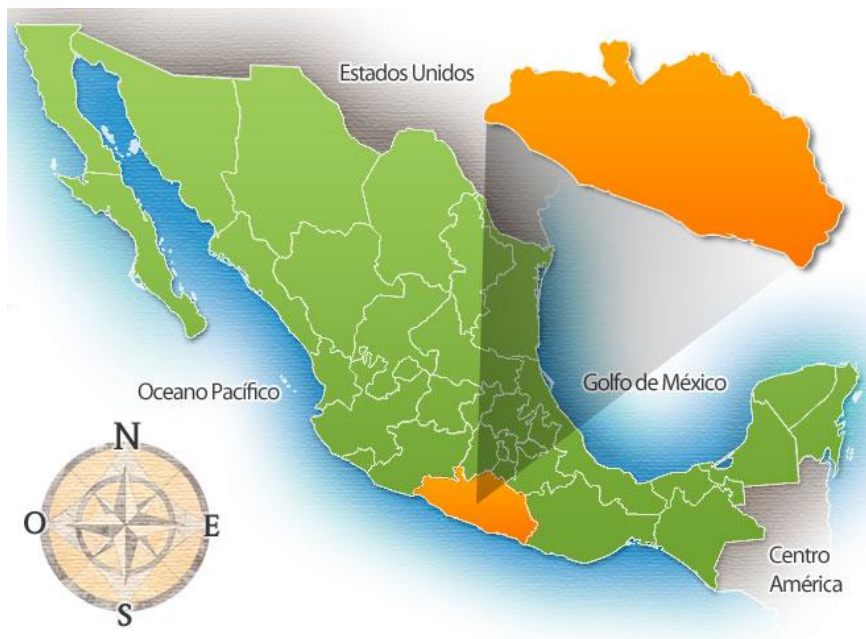 Estados Unidos
Golfo de México
Oceano Pacífico
N
O
E
S
Centro
América